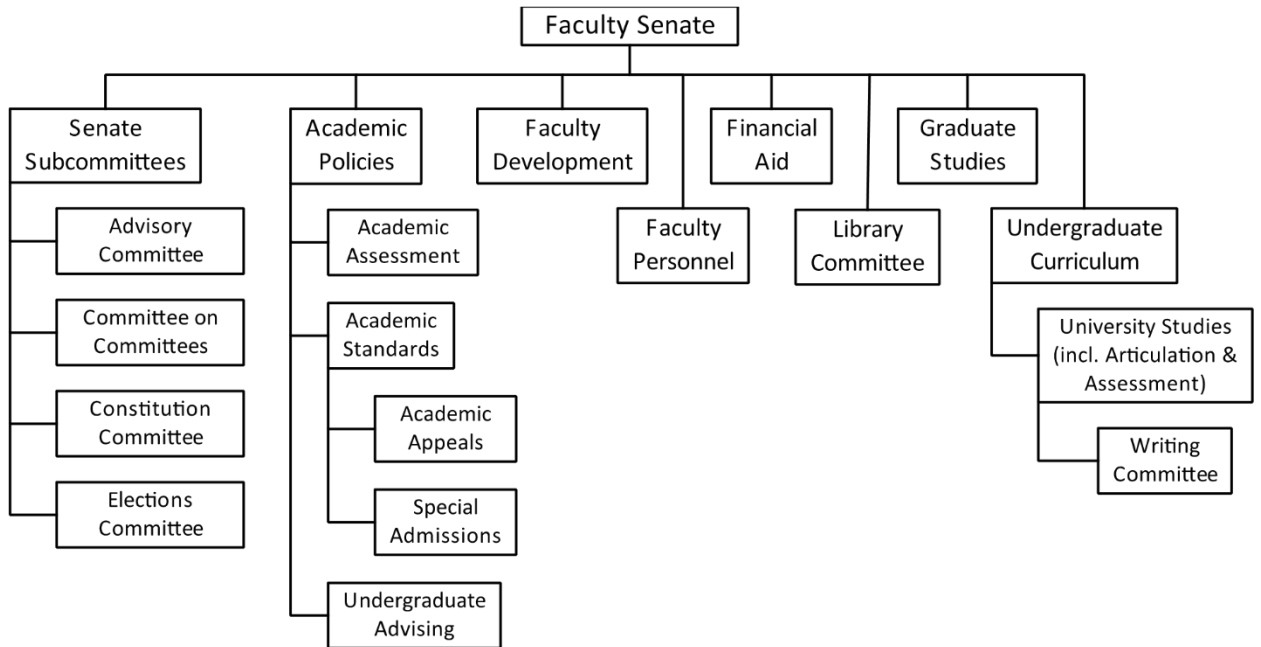 Faculty Senate
Senate
Subcommittees
Academic
Policies
Faculty
Development
Financial
Aid
Graduate
Studies
Faculty
Personnel
Library
Committee
Undergraduate
Curriculum
Advisory
Committee
Committee on
Committees
Constitution
Committee
Elections
Committee
Academic
Assessment
Academic
Standards
Academic
Appeals
Special
Admissions
Undergraduate
Advising
University Studies
(incl. Articulation &
Assessment)
Writing
Committee